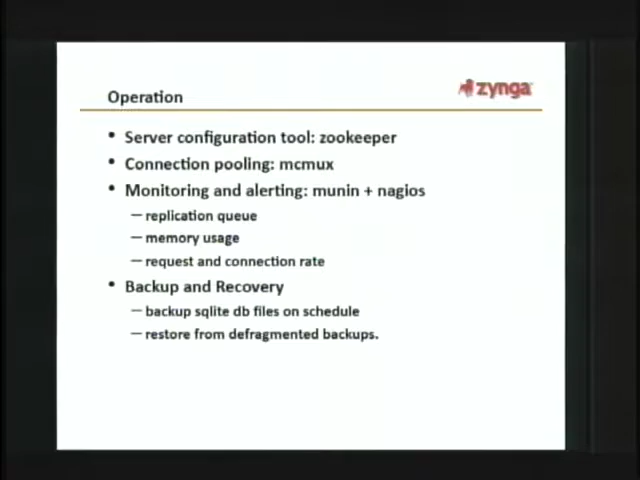 Operation
zynga
• Server configuration tool: zookeeper
• Connection pooling: mcmux
• Monitoring and alerting: munin + nagios
— replication queue
— memory usage
— request and connection rate
• Backup and Recovery
— backup sqlite db files on schedule
— restore from defragmented backups.